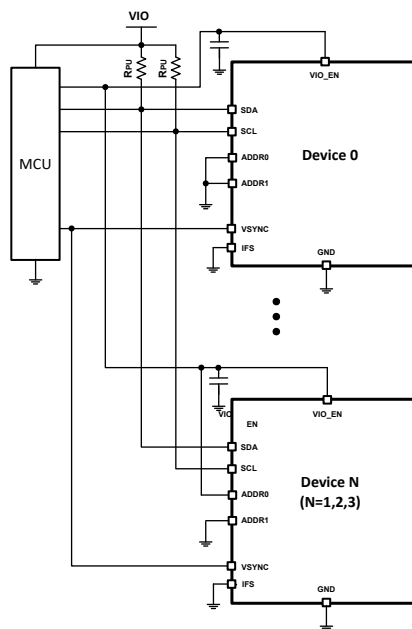 VIO
RPU
RPU
VIO_EN
MCU
SDA
SCL
ADDR0
Device 0
ADDR1
VSYNC
IFS
GND
VIO
VIO_EN
EN
SDA
SCL
Device N
ADDR0
(N=1,2,3)
ADDR1
VSYNC
IFS
GND